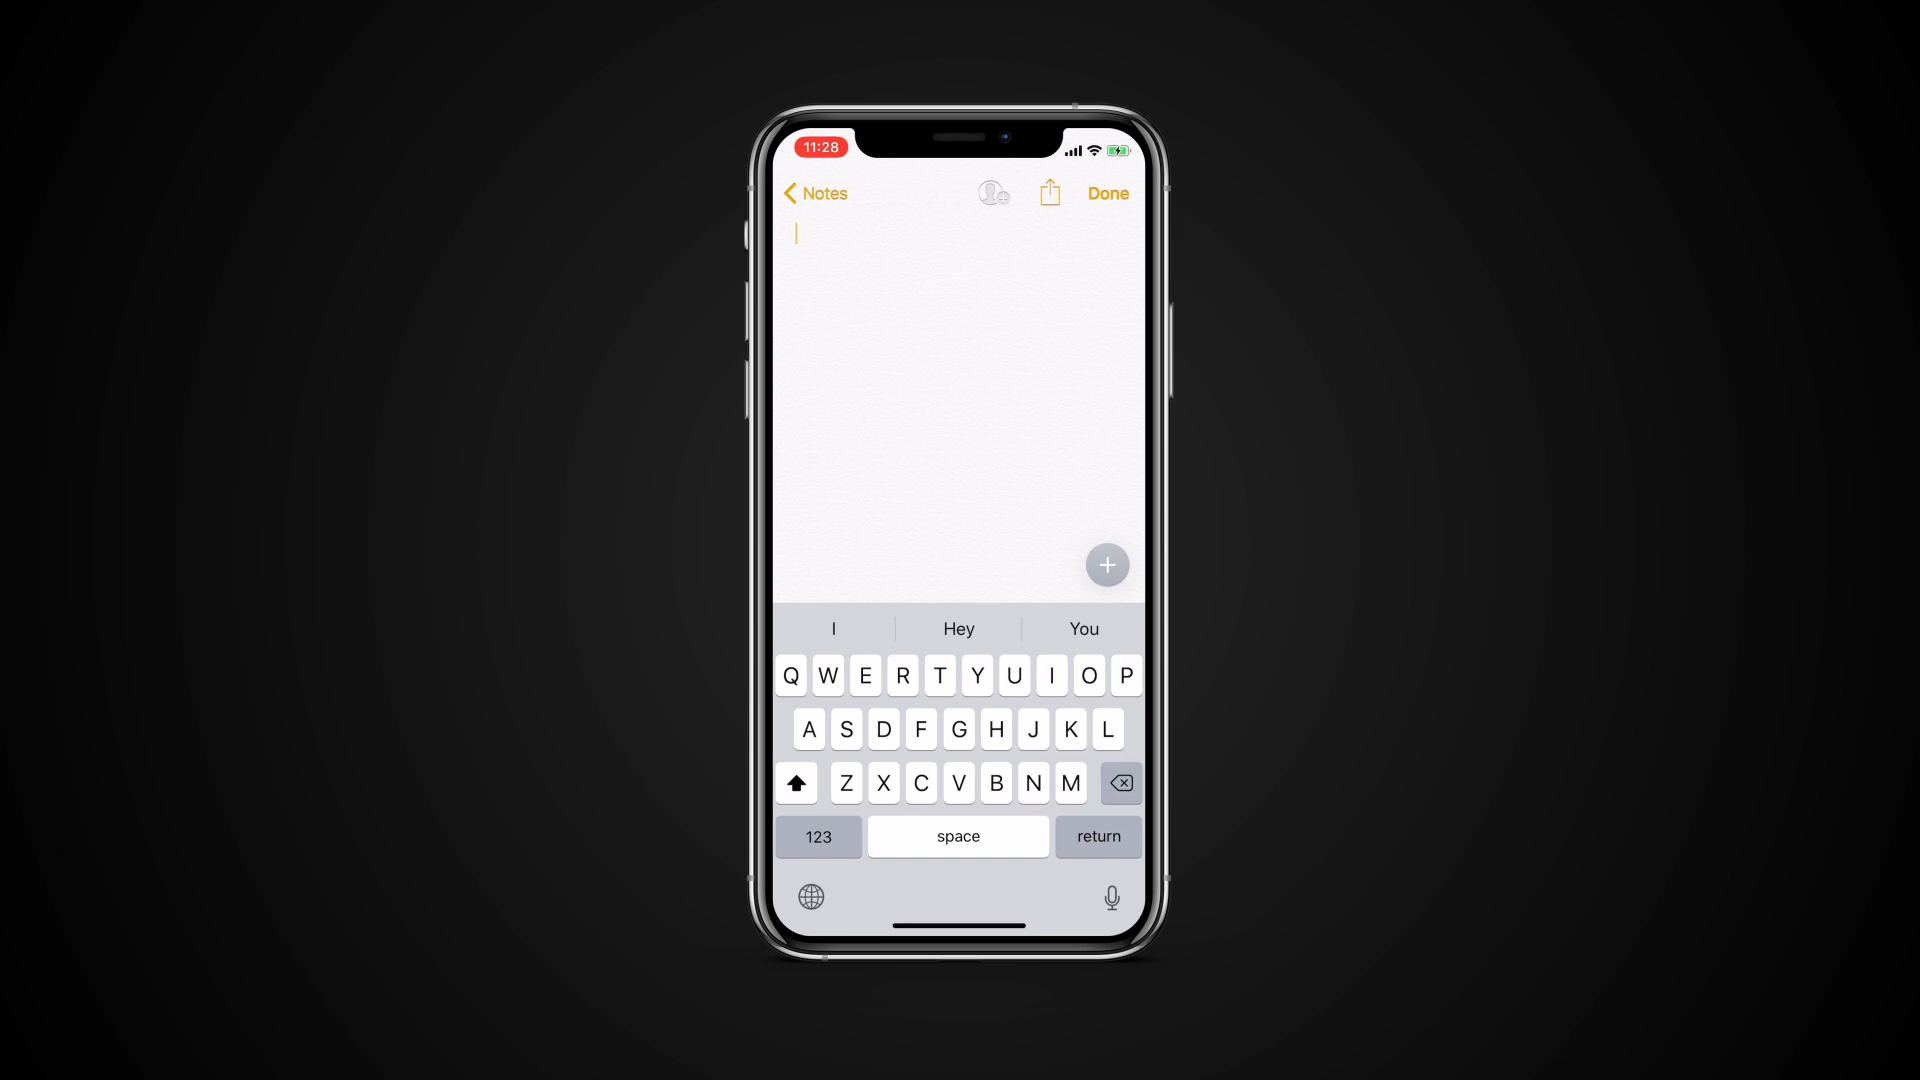 11:28
Notes Done
I Hey You
Q W E R T Y U I O P
A S D F G H J K L
Z X C V B N M
123 space return